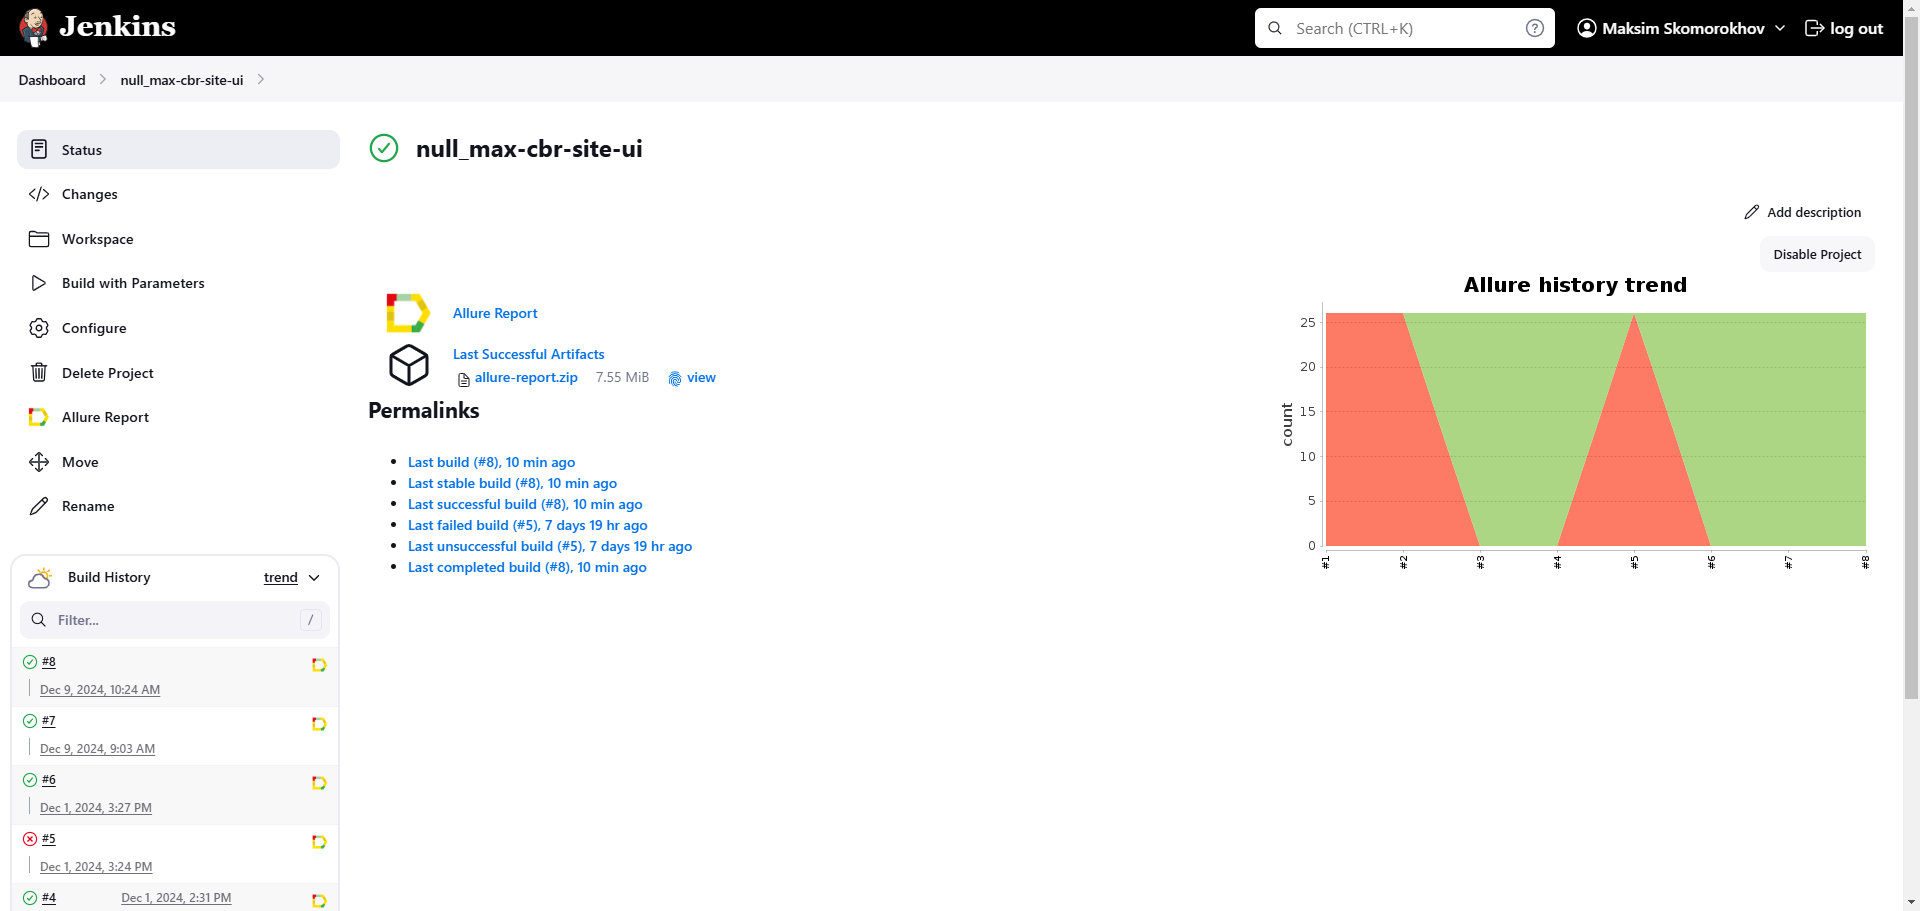 Jenkins
Search (CTRL+K)
Maksim Skomorokhov
log out
Dashboard
null_max-cbr-site-ui
Status
Changes
Workspace
Build with Parameters
Configure
Delete Project
Allure Report
Move
Rename
Build History
trend
Filter...
/
#8
Dec 9, 2024, 10:24 AM
#7
Dec 9, 2024, 9:03 AM
#6
Dec 1, 2024, 3:27 PM
#5
Dec 1, 2024, 3:24 PM
#4 Dec 1, 2024, 2:31 PM
null_max-cbr-site-ui
Add description
Disable Project
Allure Report
Last Successful Artifacts
allure-report.zip 7.55 MiB view
Permalinks
Last build (#8), 10 min ago
Last stable build (#8), 10 min ago
Last successful build (#8), 10 min ago
Last failed build (#5), 7 days 19 hr ago
Last unsuccessful build (#5), 7 days 19 hr ago
Last completed build (#8), 10 min ago
Allure history trend
count
25
20
15
10
5
0
#1 #2 #3 #4 #5 #6 #7 #8